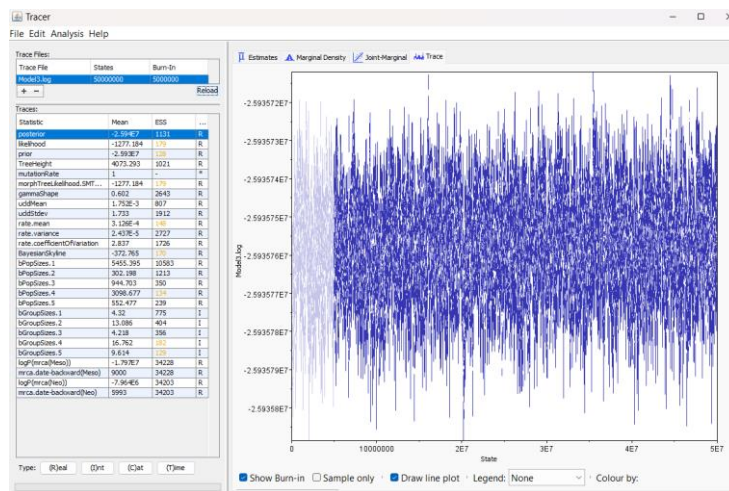 Tracer
File Edit Analysis Help
Trace Files:
Trace File States Burn-In
Model3.log 50000000 5000000
+ − Reload
Traces:
Statistic Mean ESS ...
posterior -2.594E7 1131 R
likelihood -1277.184 179 R
prior -2.593E7 128 R
TreeHeight 4073.293 1021 R
mutationRate 1 - *
morphTreeLikelihood.SMT... -1277.184 179 R
gammaShape 0.602 2643 R
ucldMean 1.752E-3 807 R
ucldStdev 1.733 1912 R
rate.mean 3.126E-4 R
rate.variance 2.437E-5 2727 R
rate.coefficientOfVariation 2.837 1726 R
BayesianSkyline -372.765 170 R
bPopSizes.1 5455.395 10583 R
bPopSizes.2 302.198 1213 R
bPopSizes.3 944.703 350 R
bPopSizes.4 3098.677 134 R
bPopSizes.5 552.477 239 R
bGroupSizes.1 4.32 775 I
bGroupSizes.2 13.086 404 I
bGroupSizes.3 4.218 356 I
bGroupSizes.4 16.762 I
bGroupSizes.5 9.614 I
logP(mrca(Meso)) -1.797E7 34228 R
mrca.date-backward(Meso) 9000 34228 R
logP(mrca(Neo)) -7.964E6 34203 R
mrca.date-backward(Neo) 5993 34203 R
Type: (R)eal (I)nt (C)at (T)ime
Estimates Marginal Density Joint-Marginal Trace
-2.593572E7
-2.593573E7
-2.593574E7
-2.593575E7
-2.593576E7
-2.593577E7
-2.593578E7
-2.593579E7
-2.59358E7
Model3.log
0 10000000 2E7 3E7 4E7 5E7
State
Show Burn-in Sample only Draw line plot Legend: None Colour by: